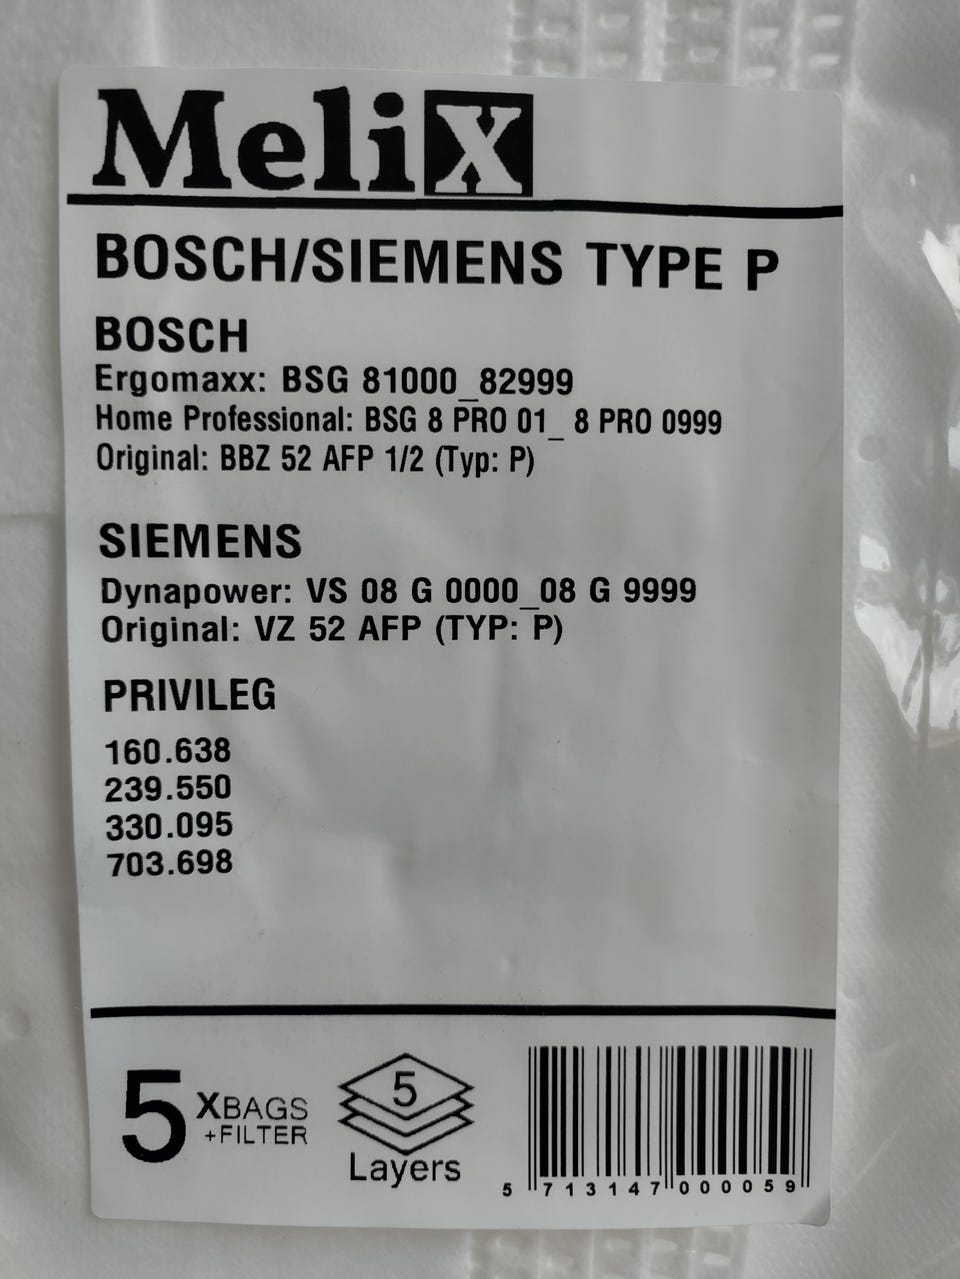 MeliX
BOSCH/SIEMENS TYPE P
BOSCH
Ergomaxx: BSG 81000_82999
Home Professional: BSG 8 PRO 01_ 8 PRO 0999
Original: BBZ 52 AFP 1/2 (Typ: P)
SIEMENS
Dynapower: VS 08 G 0000_08 G 9999
Original: VZ 52 AFP (TYP: P)
PRIVILEG
160.638
239.550
330.095
703.698
5 XBAGS
+FILTER
5
Layers
5 713147 000059